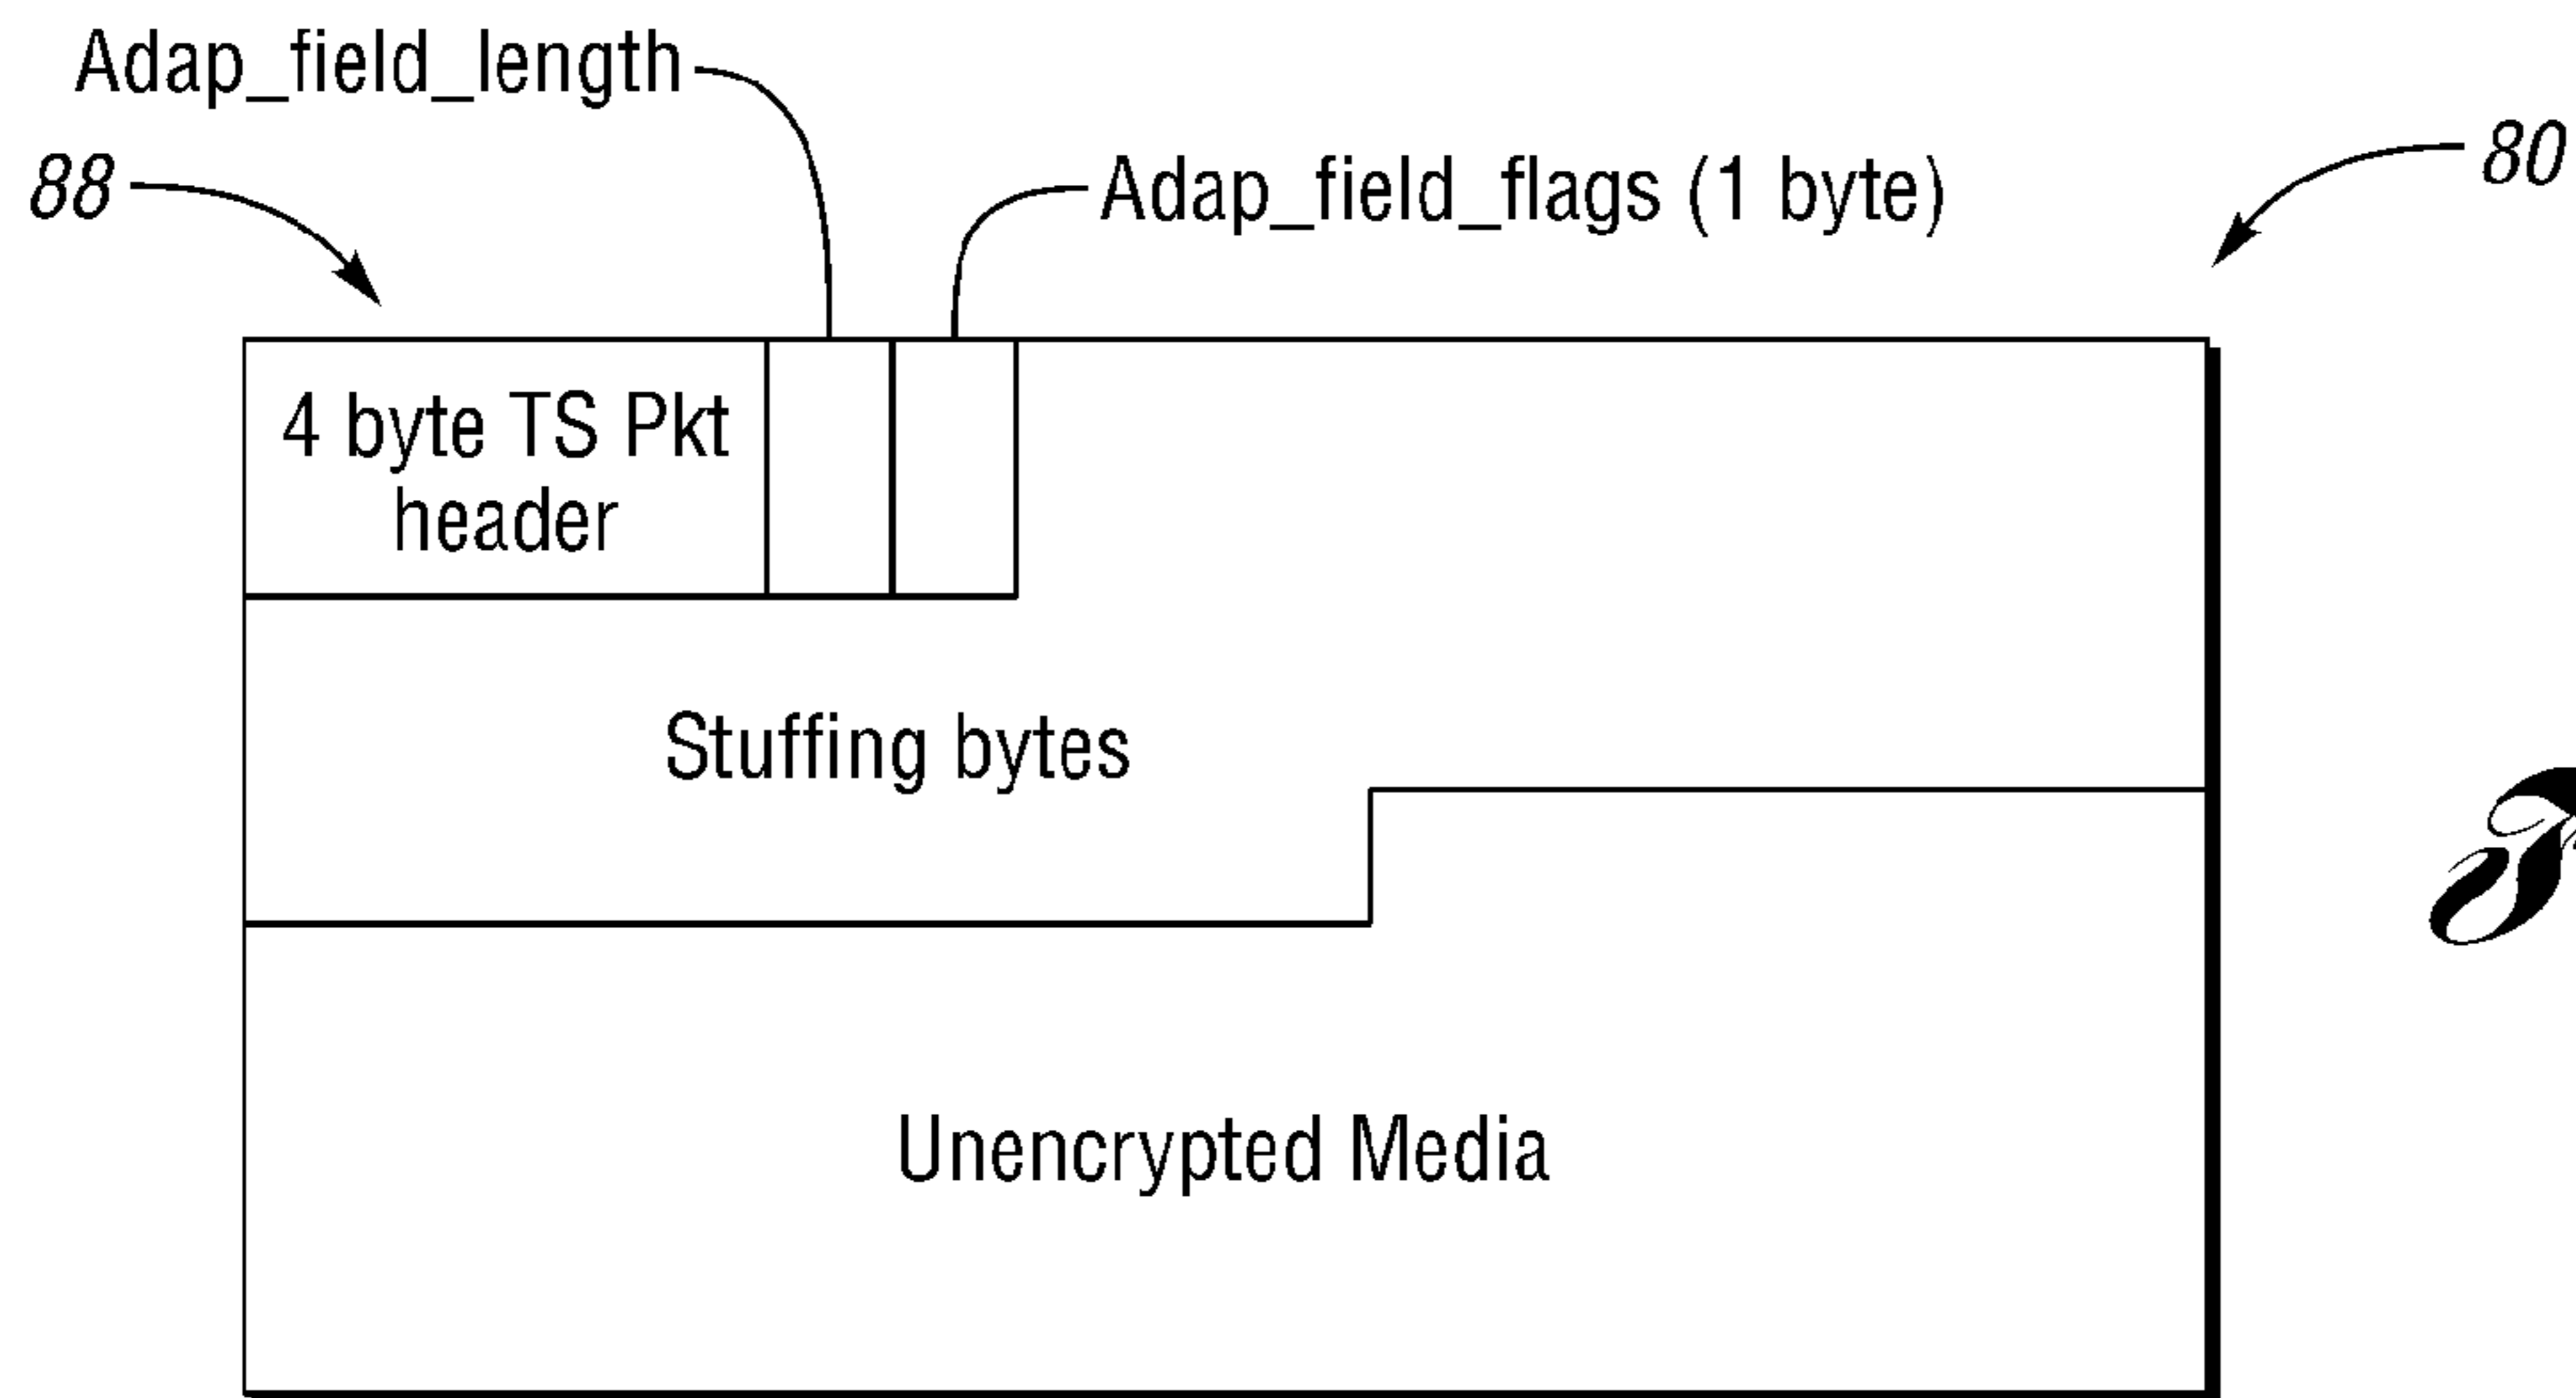 Adap_field_length
88
Adap_field_flags (1 byte)
80
4 byte TS Pkt
header
Stuffing bytes
Unencrypted Media